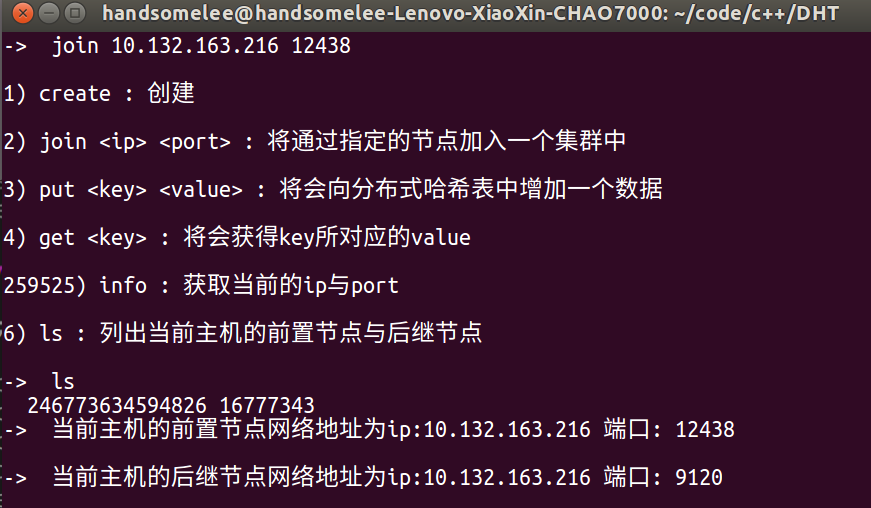 handsomelee@handsomelee-Lenovo-XiaoXin-CHAO7000: ~/code/c++/DHT
->  join 10.132.163.216 12438
1) create : 创建
2) join <ip> <port> : 将通过指定的节点加入一个集群中
3) put <key> <value> : 将会向分布式哈希表中增加一个数据
4) get <key> : 将会获得key所对应的value
259525) info : 获取当前的ip与port
6) ls : 列出当前主机的前置节点与后继节点
->  ls
246773634594826 16777343
->  当前主机的前置节点网络地址为ip:10.132.163.216 端口: 12438
->  当前主机的后继节点网络地址为ip:10.132.163.216 端口: 9120